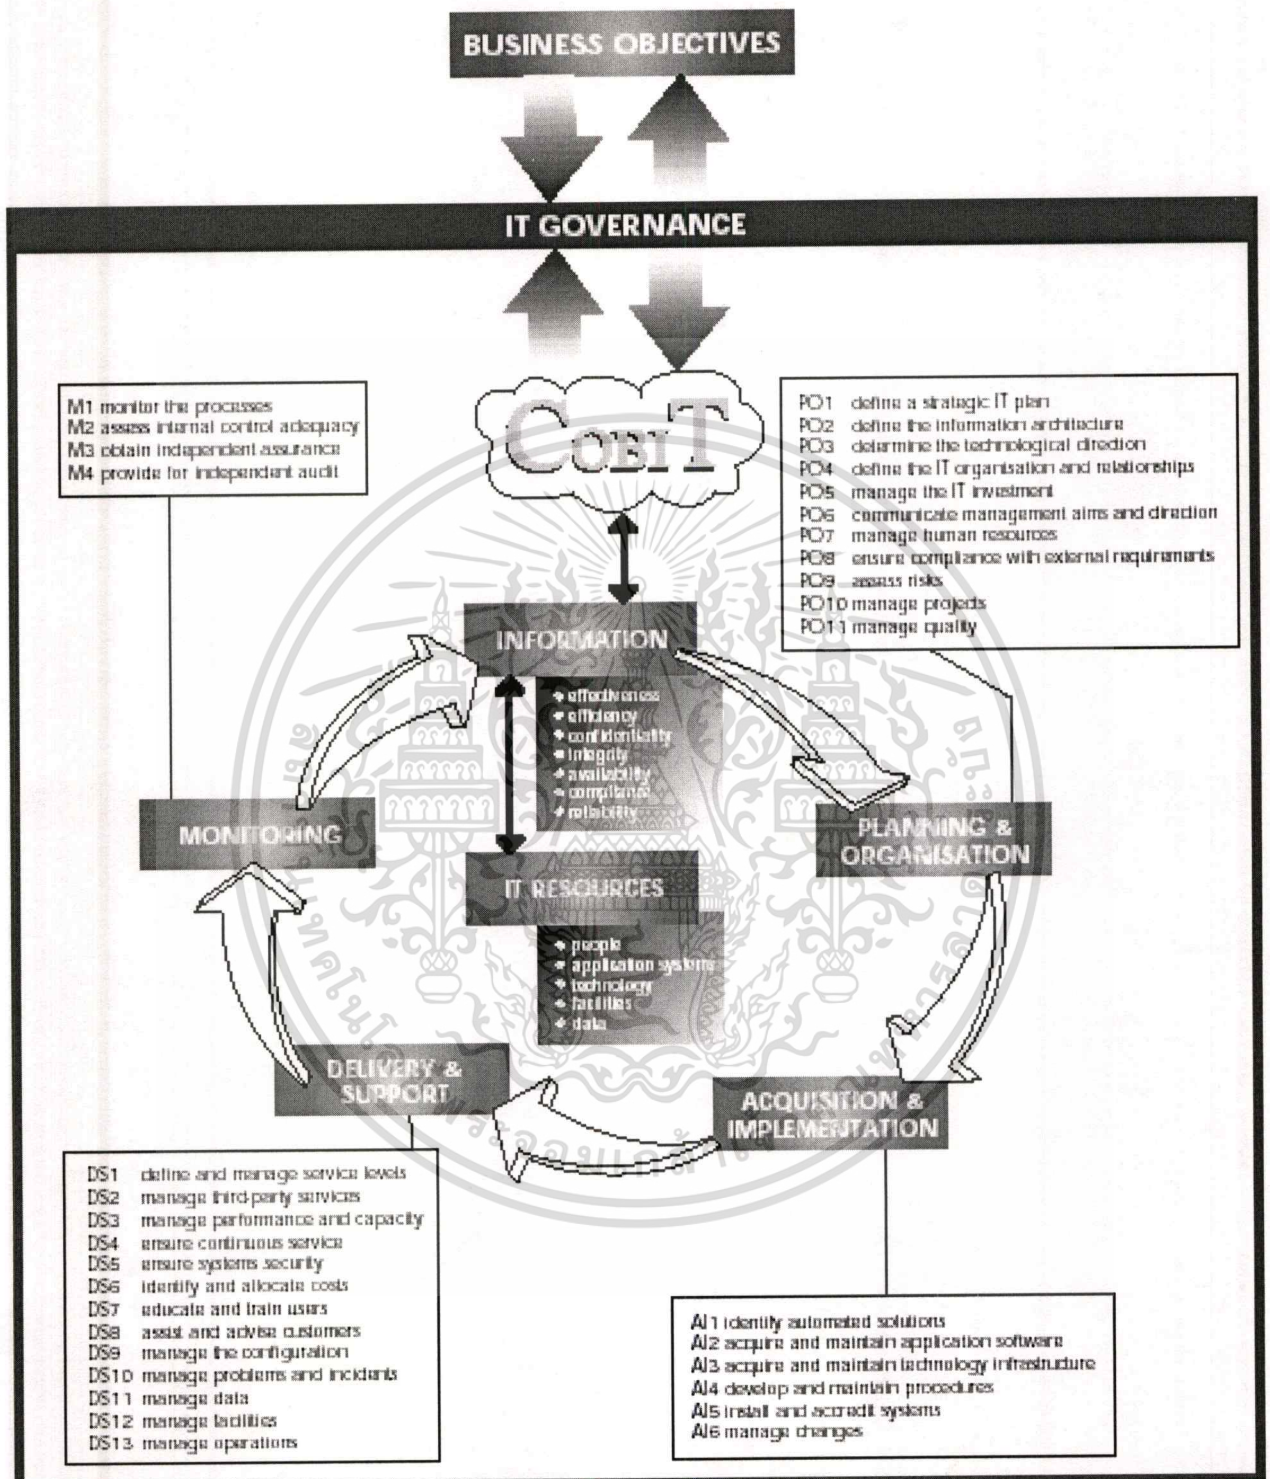 BUSINESS OBJECTIVES
IT GOVERNANCE
COBIT
M1 monitor the processes
M2 assess internal control adequacy
M3 obtain independent assurance
M4 provide for independent audit
PO1 define a strategic IT plan
PO2 define the information architecture
PO3 determine the technological direction
PO4 define the IT organisation and relationships
PO5 manage the IT investment
PO6 communicate management aims and direction
PO7 manage human resources
PO8 ensure compliance with external requirements
PO9 assess risks
PO10 manage projects
PO11 manage quality
INFORMATION
effectiveness
efficiency
confidentiality
integrity
availability
compliance
reliability
MONITORING
PLANNING &
ORGANISATION
IT RESOURCES
people
application systems
technology
facilities
data
DELIVERY &
SUPPORT
ACQUISITION &
IMPLEMENTATION
DS1 define and manage service levels
DS2 manage third-party services
DS3 manage performance and capacity
DS4 ensure continuous service
DS5 ensure systems security
DS6 identify and allocate costs
DS7 educate and train users
DS8 assist and advise customers
DS9 manage the configuration
DS10 manage problems and incidents
DS11 manage data
DS12 manage facilities
DS13 manage operations
AI1 identify automated solutions
AI2 acquire and maintain application software
AI3 acquire and maintain technology infrastructure
AI4 develop and maintain procedures
AI5 install and accredit systems
AI6 manage changes